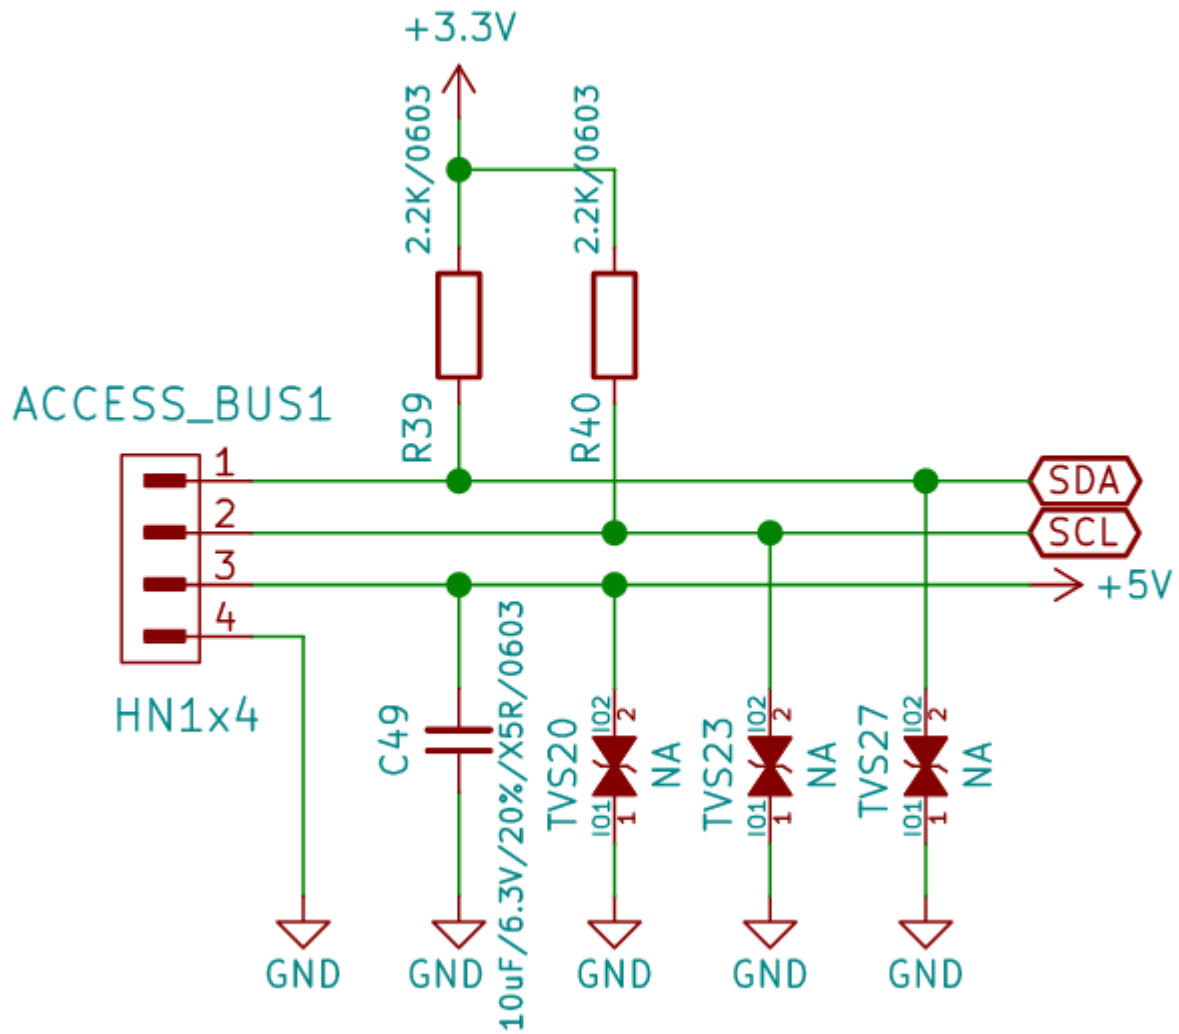 +3.3V
2.2K/0603
2.2K/0603
R39
R40
ACCESS_BUS1
1
2
3
4
HN1x4
SDA
SCL
+5V
C49
10uF/6.3V/20%/X5R/0603
TVS20
IO2
2
IO1
1
NA
TVS23
IO2
2
IO1
1
NA
TVS27
IO2
2
IO1
1
NA
GND
GND
GND
GND
GND